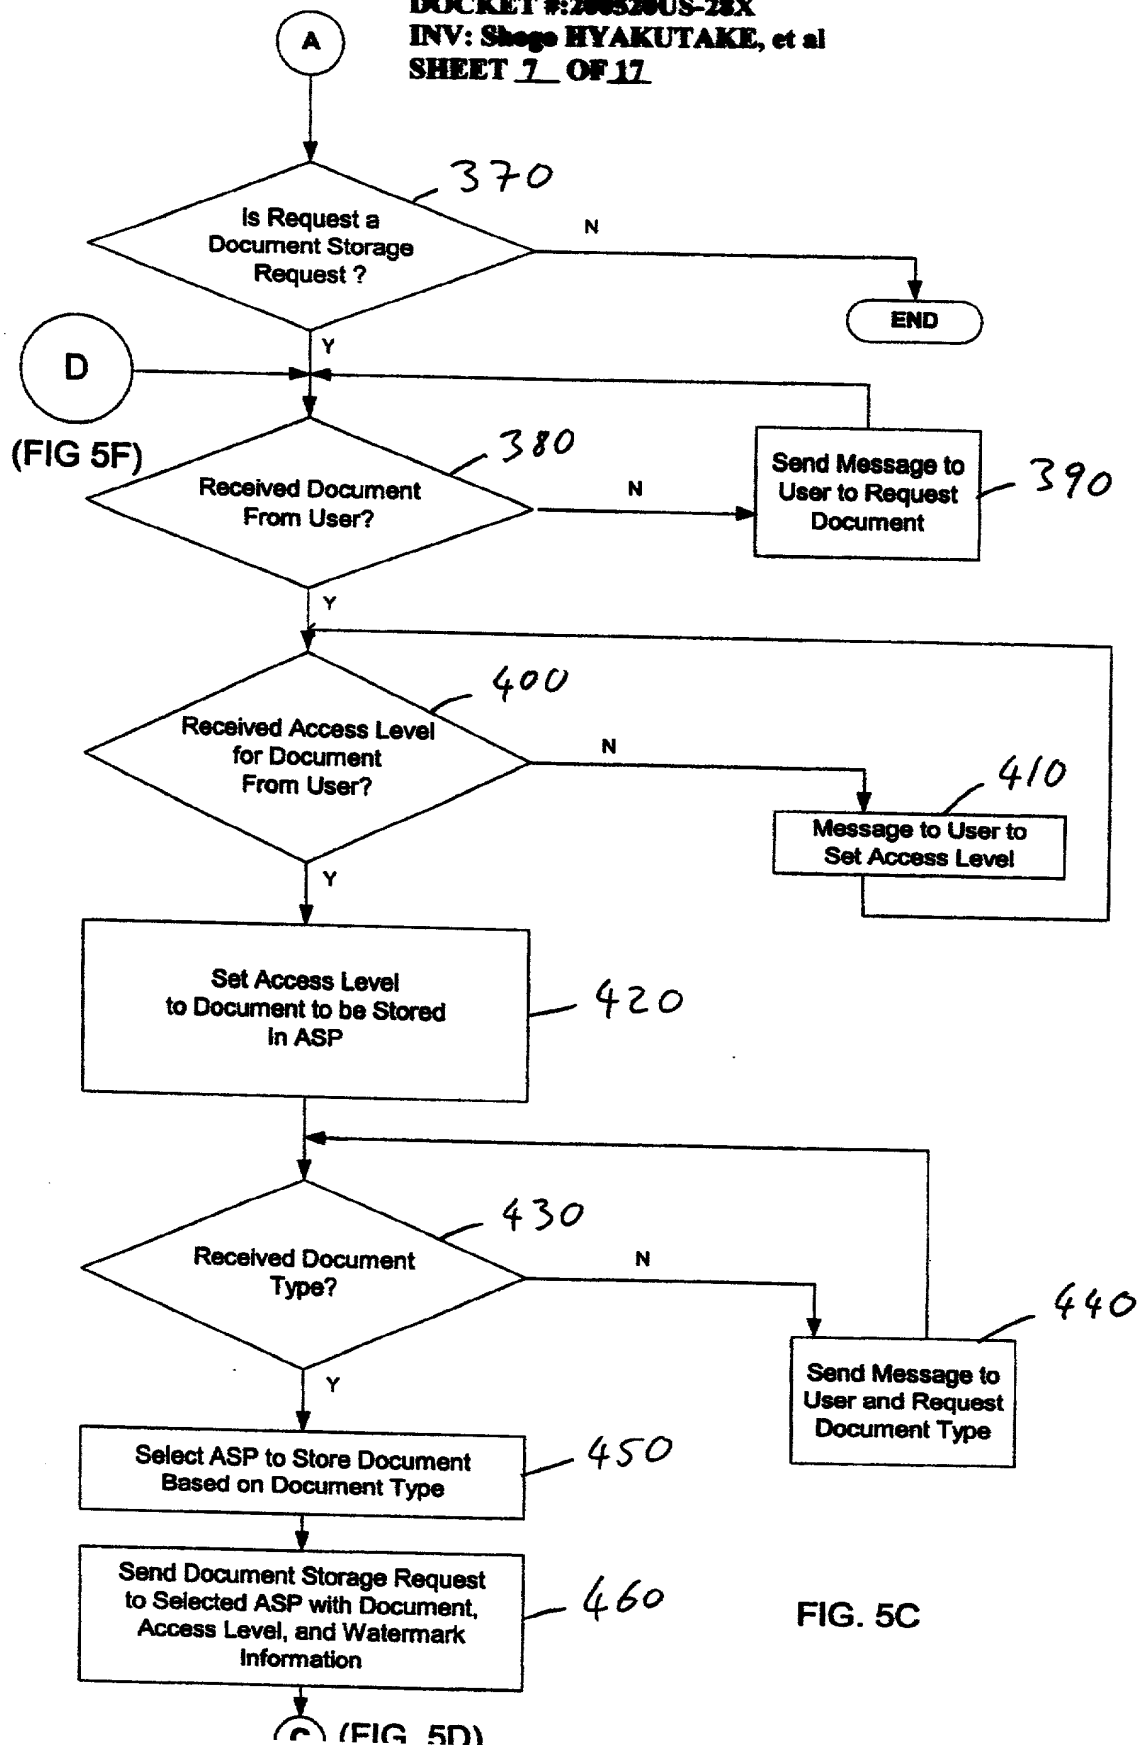 DOCKET #:200520US-28X
INV: Shogo HYAKUTAKE, et al
SHEET 7 OF 17
A
370
Is Request a
Document Storage
Request ?
N
END
Y
D
(FIG 5F)
380
Received Document
From User?
N
Send Message to
User to Request
Document
390
Y
400
Received Access Level
for Document
From User?
N
410
Message to User to
Set Access Level
Y
Set Access Level
to Document to be Stored
in ASP
420
430
Received Document
Type?
N
440
Send Message to
User and Request
Document Type
Y
Select ASP to Store Document
Based on Document Type
450
Send Document Storage Request
to Selected ASP with Document,
Access Level, and Watermark
Information
460
FIG. 5C
C (FIG. 5D)